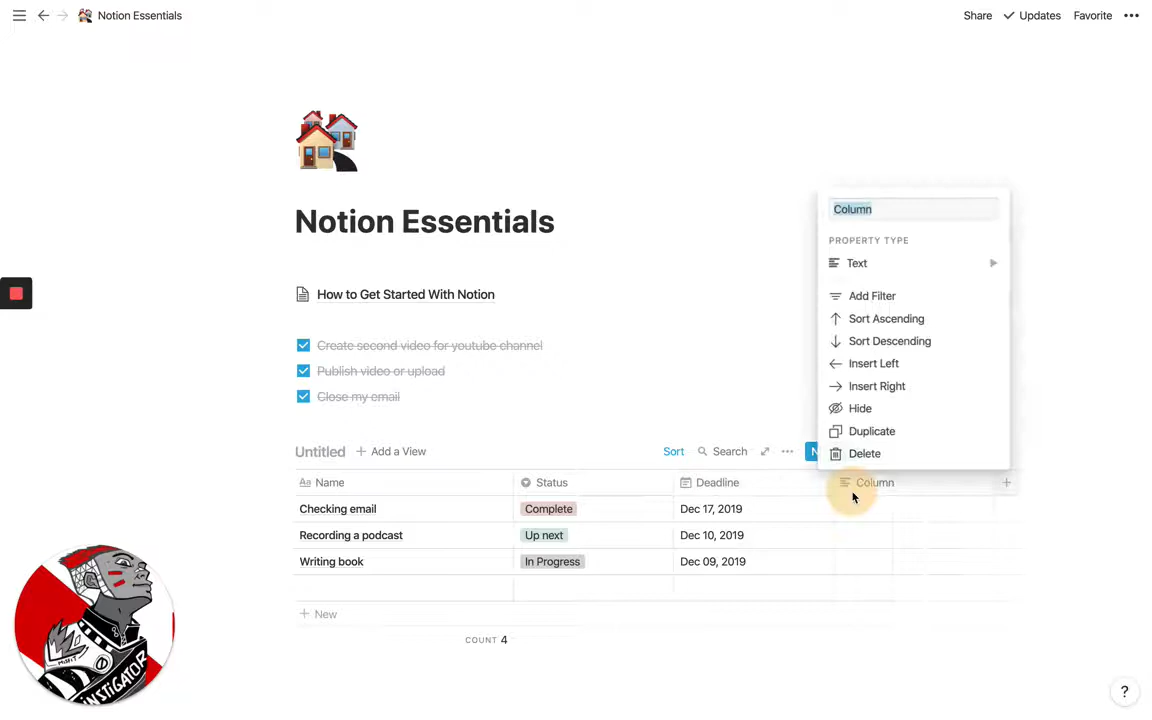 Notion Essentials
Share
Updates
Favorite
Notion Essentials
How to Get Started With Notion
Create second video for youtube channel
Publish video or upload
Close my email
Untitled
Add a View
Sort
Search
N
Column
PROPERTY TYPE
Text
Add Filter
Sort Ascending
Sort Descending
Insert Left
Insert Right
Hide
Duplicate
Delete
Aa Name
Status
Deadline
Column
Checking email
Complete
Dec 17, 2019
Recording a podcast
Up next
Dec 10, 2019
Writing book
In Progress
Dec 09, 2019
New
COUNT 4
MISFIT
INSTIGATOR
?